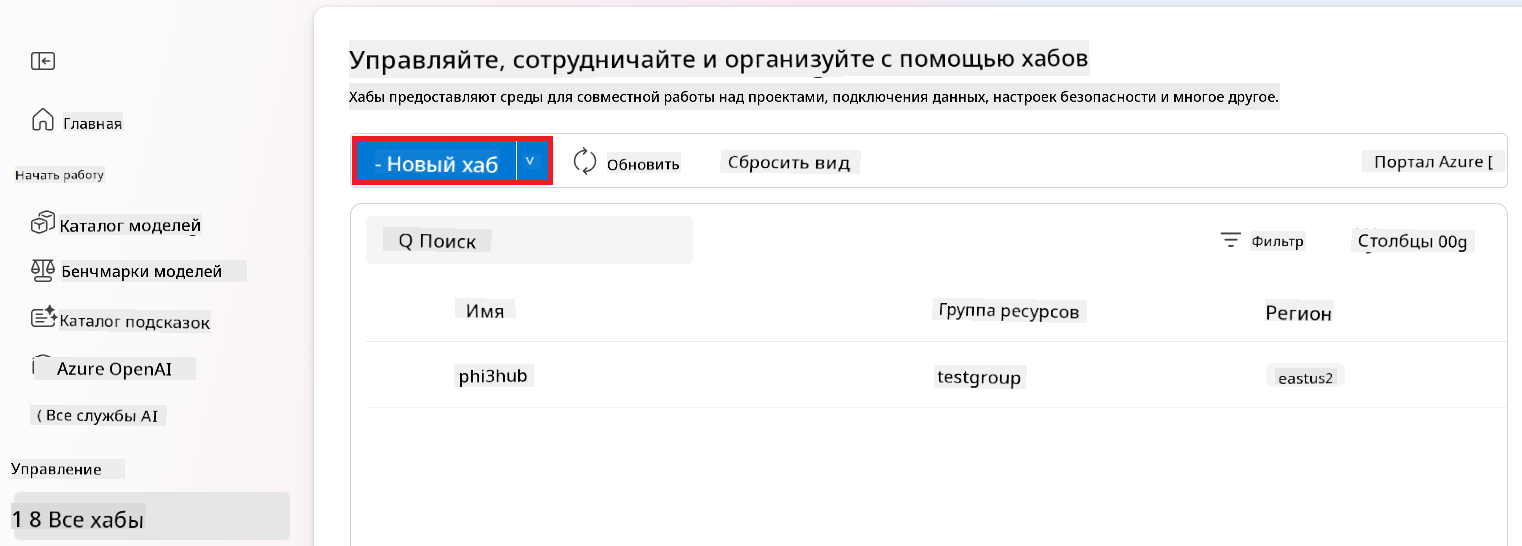 Главная
Начать работу
Каталог моделей
Бенчмарки моделей
Каталог подсказок
Azure OpenAI
( Все службы AI
Управление
1 8 Все хабы
Управляйте, сотрудничайте и организуйте с помощью хабов
Хабы предоставляют среды для совместной работы над проектами, подключения данных, настроек безопасности и многое другое.
- Новый хаб ˅
Обновить
Сбросить вид
Портал Azure [
Q Поиск
Фильтр
Столбцы 00g
Имя Группа ресурсов Регион
phi3hub testgroup eastus2